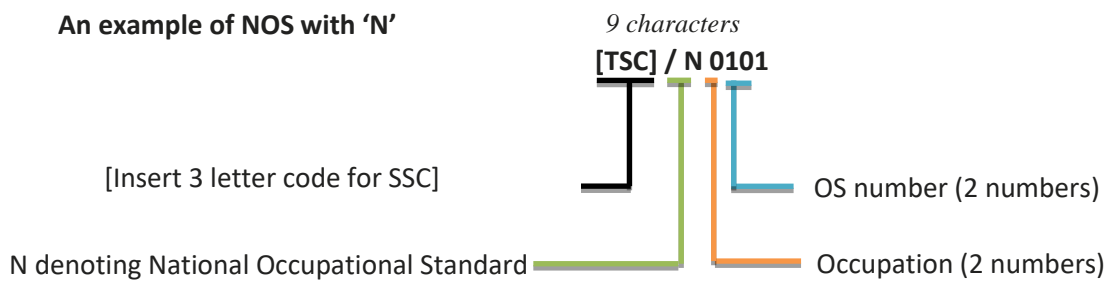 An example of NOS with ‘N’
9 characters
[TSC] / N 0101
[Insert 3 letter code for SSC]
OS number (2 numbers)
N denoting National Occupational Standard
Occupation (2 numbers)